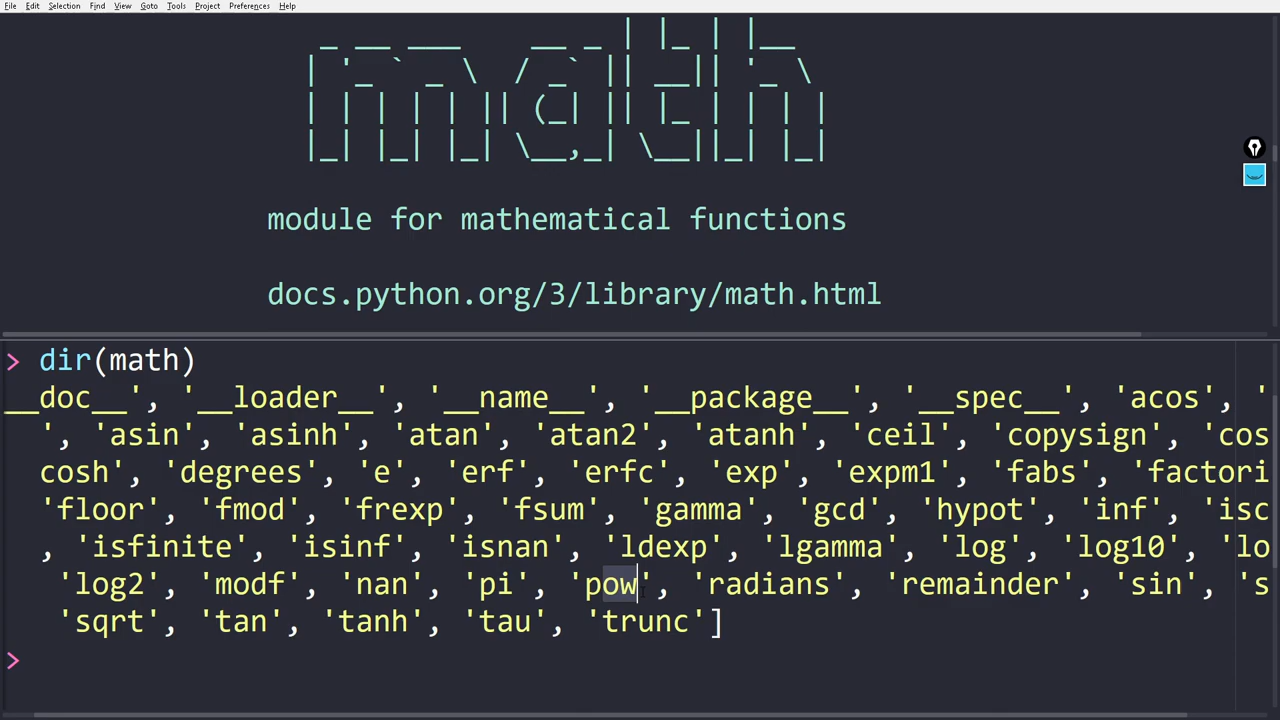 File Edit Selection Find View Goto Tools Project Preferences Help
math
module for mathematical functions
docs.python.org/3/library/math.html
> dir(math)
__doc__', '__loader__', '__name__', '__package__', '__spec__', 'acos', '
', 'asin', 'asinh', 'atan', 'atan2', 'atanh', 'ceil', 'copysign', 'cos
cosh', 'degrees', 'e', 'erf', 'erfc', 'exp', 'expm1', 'fabs', 'factori
'floor', 'fmod', 'frexp', 'fsum', 'gamma', 'gcd', 'hypot', 'inf', 'isc
, 'isfinite', 'isinf', 'isnan', 'ldexp', 'lgamma', 'log', 'log10', 'lo
'log2', 'modf', 'nan', 'pi', 'pow', 'radians', 'remainder', 'sin', 's
'sqrt', 'tan', 'tanh', 'tau', 'trunc']
>